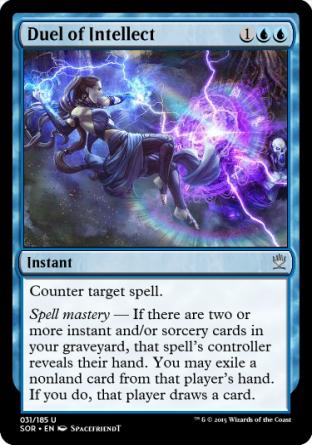 Duel of Intellect 1
Instant
Counter target spell.
Spell mastery — If there are two or
more instant and/or sorcery cards in
your graveyard, that spell's controller
reveals their hand. You may exile a
nonland card from that player's hand.
If you do, that player draws a card.
031/185 U
SOR • EN SpacefriendT
™ & © 2015 Wizards of the Coast